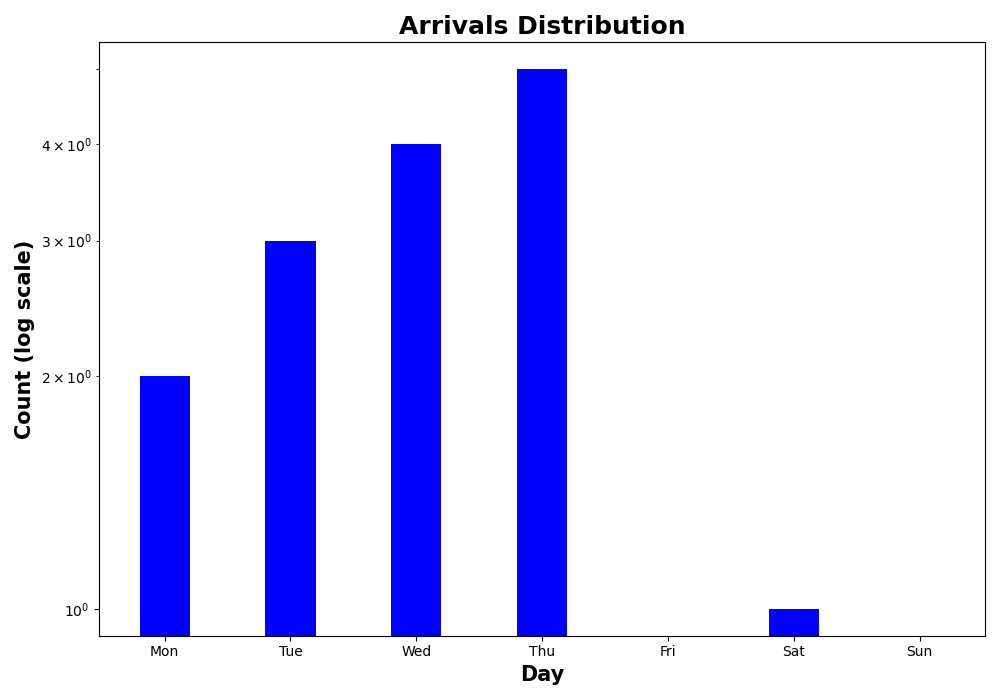 Arrivals Distribution
Count (log scale)
4 × 10⁰
3 × 10⁰
2 × 10⁰
10⁰
Mon Tue Wed Thu Fri Sat Sun
Day